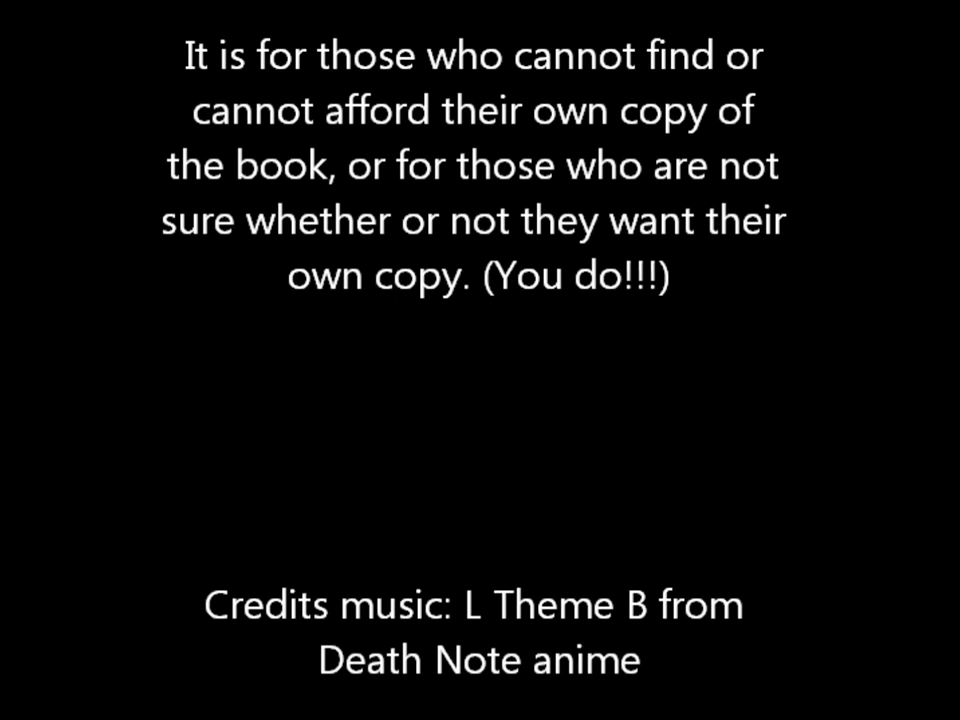 It is for those who cannot find or
cannot afford their own copy of
the book, or for those who are not
sure whether or not they want their
own copy. (You do!!!)
Credits music: L Theme B from
Death Note anime